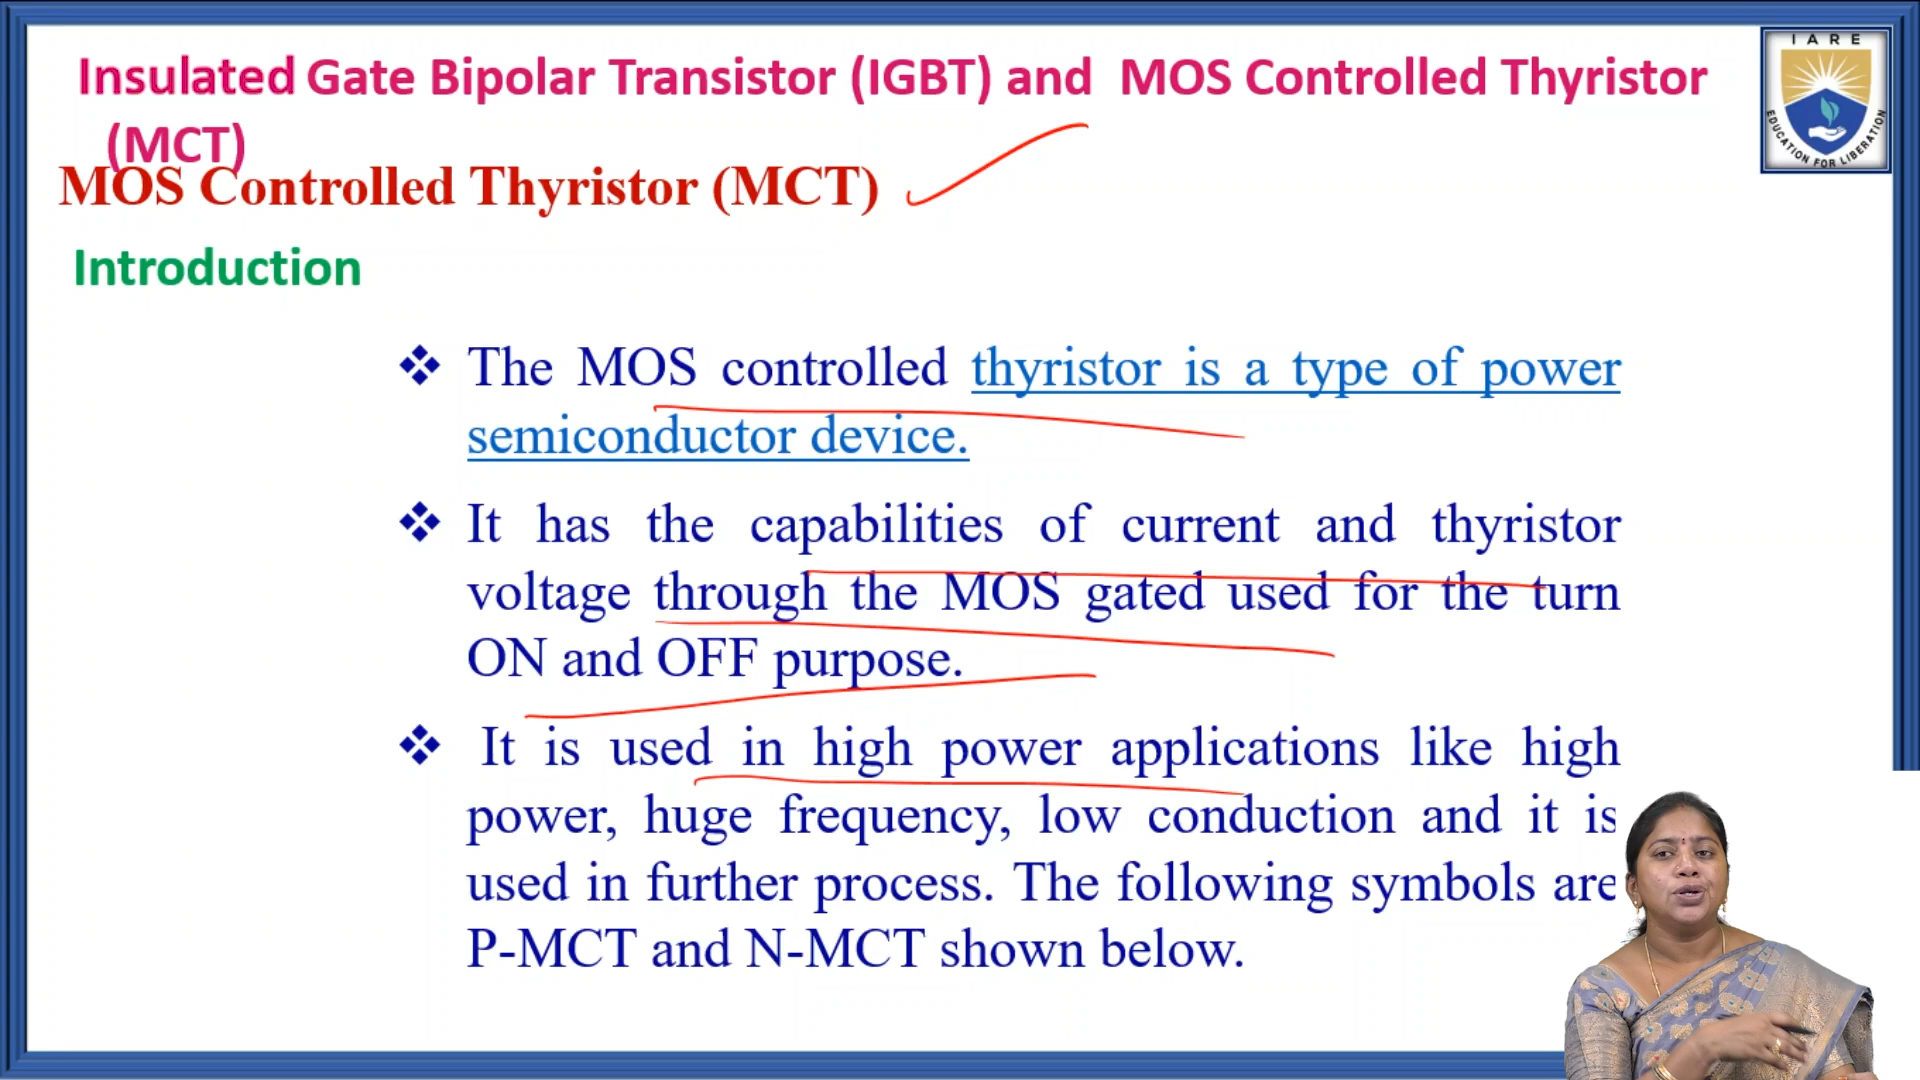 Insulated Gate Bipolar Transistor (IGBT) and MOS Controlled Thyristor
(MCT)
IARE
EDUCATION FOR LIBERATION
MOS Controlled Thyristor (MCT)
Introduction
❖ The MOS controlled thyristor is a type of power
semiconductor device.
❖ It has the capabilities of current and thyristor
voltage through the MOS gated used for the turn
ON and OFF purpose.
❖ It is used in high power applications like high
power, huge frequency, low conduction and it is
used in further process. The following symbols are
P-MCT and N-MCT shown below.